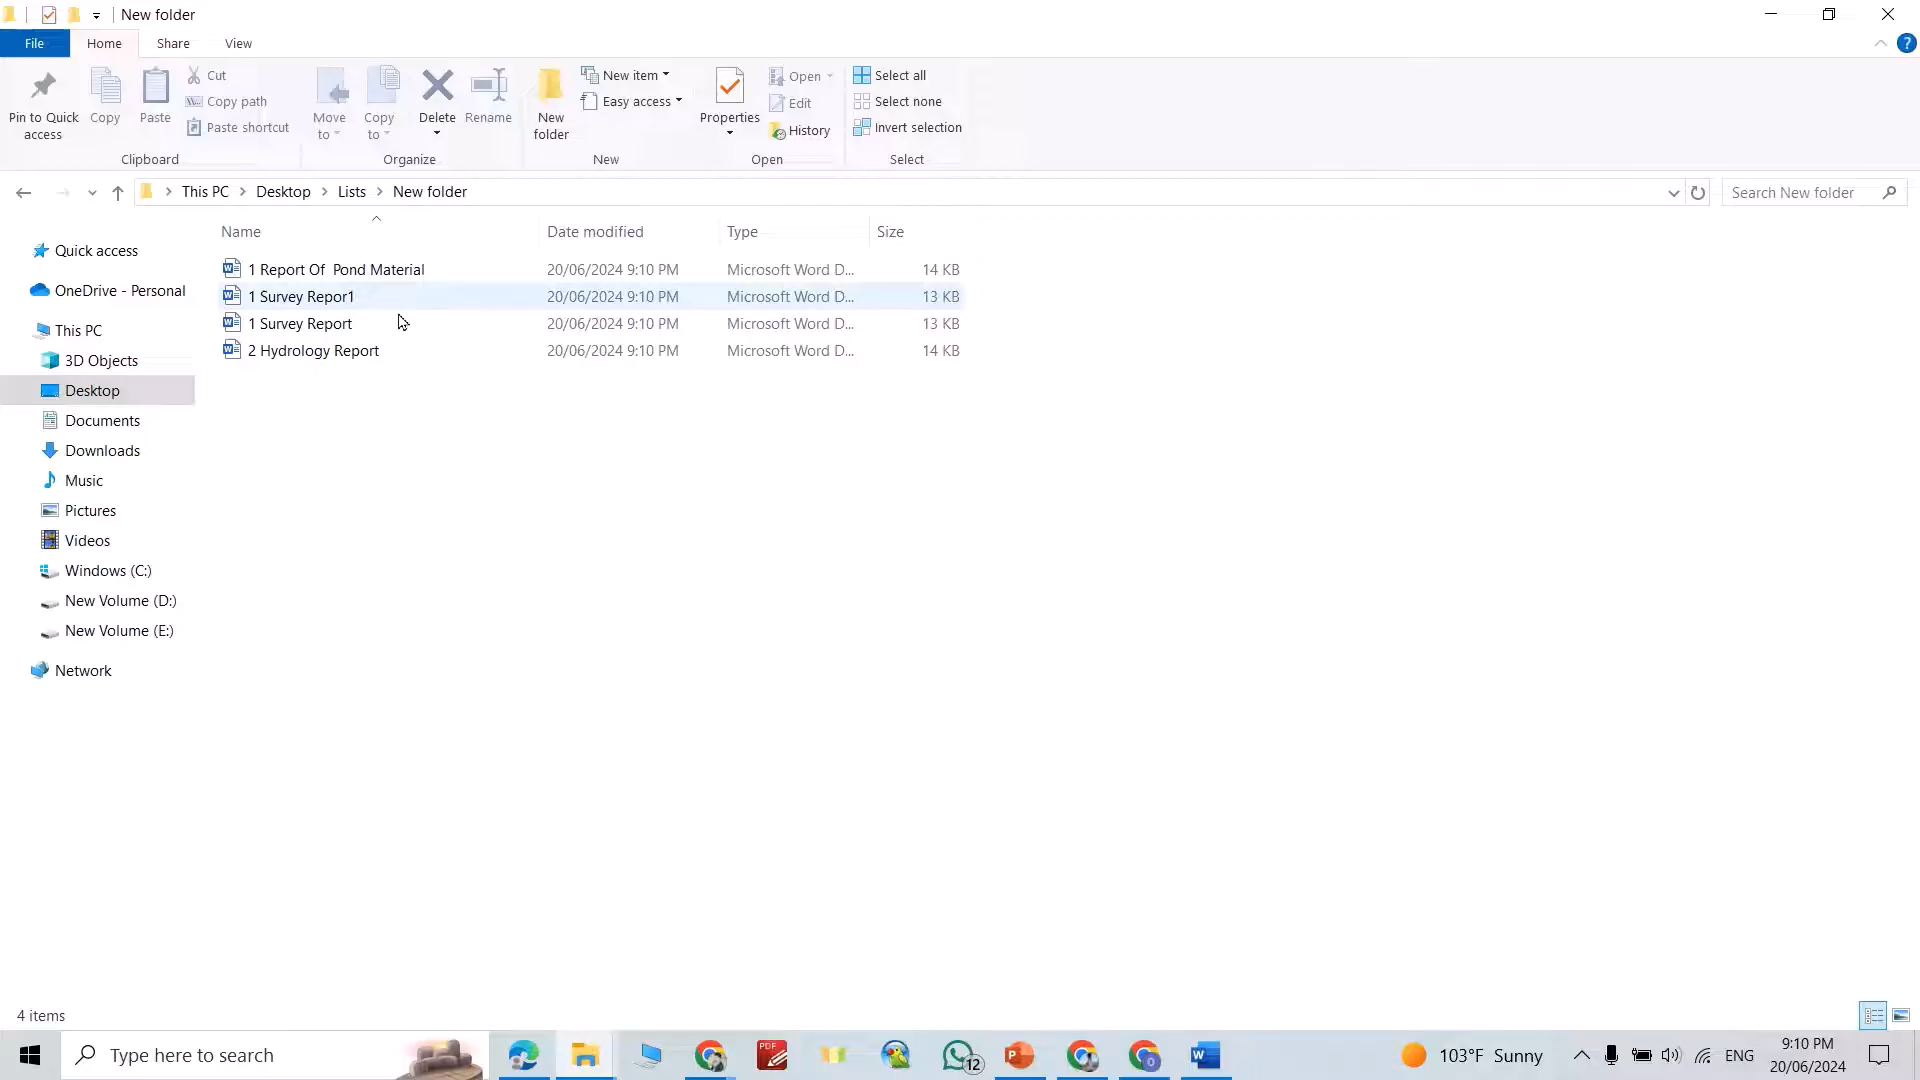 New folder
File Home Share View
Pin to Quick access
Copy
Paste
Cut
Copy path
Paste shortcut
Clipboard
Move to
Copy to
Delete
Rename
Organize
New folder
New item
Easy access
New
Properties
Open
Edit
History
Open
Select all
Select none
Invert selection
Select
This PC > Desktop > Lists > New folder
Search New folder
Name Date modified Type Size
1 Report Of  Pond Material 20/06/2024 9:10 PM Microsoft Word D... 14 KB
1 Survey Repor1 20/06/2024 9:10 PM Microsoft Word D... 13 KB
1 Survey Report 20/06/2024 9:10 PM Microsoft Word D... 13 KB
2 Hydrology Report 20/06/2024 9:10 PM Microsoft Word D... 14 KB
Quick access
OneDrive - Personal
This PC
3D Objects
Desktop
Documents
Downloads
Music
Pictures
Videos
Windows (C:)
New Volume (D:)
New Volume (E:)
Network
4 items
Type here to search
PDF
12
103°F Sunny
ENG
9:10 PM
20/06/2024